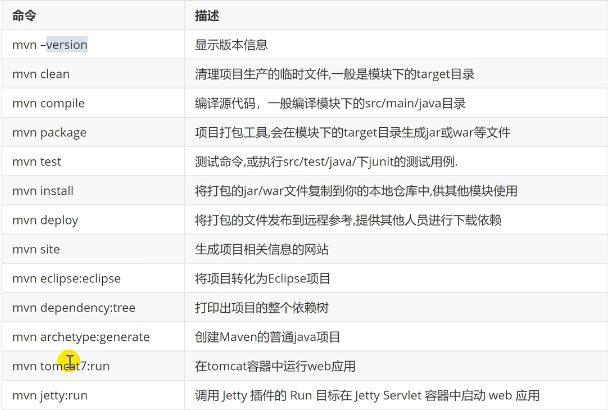 命令 描述
mvn –version 显示版本信息
mvn clean 清理项目生产的临时文件,一般是模块下的target目录
mvn compile 编译源代码，一般编译模块下的src/main/java目录
mvn package 项目打包工具,会在模块下的target目录生成jar或war等文件
mvn test 测试命令,或执行src/test/java/下junit的测试用例.
mvn install 将打包的jar/war文件复制到你的本地仓库中,供其他模块使用
mvn deploy 将打包的文件发布到远程参考,提供其他人员进行下载依赖
mvn site 生成项目相关信息的网站
mvn eclipse:eclipse 将项目转化为Eclipse项目
mvn dependency:tree 打印出项目的整个依赖树
mvn archetype:generate 创建Maven的普通java项目
mvn tomcat7:run 在tomcat容器中运行web应用
mvn jetty:run 调用 Jetty 插件的 Run 目标在 Jetty Servlet 容器中启动 web 应用